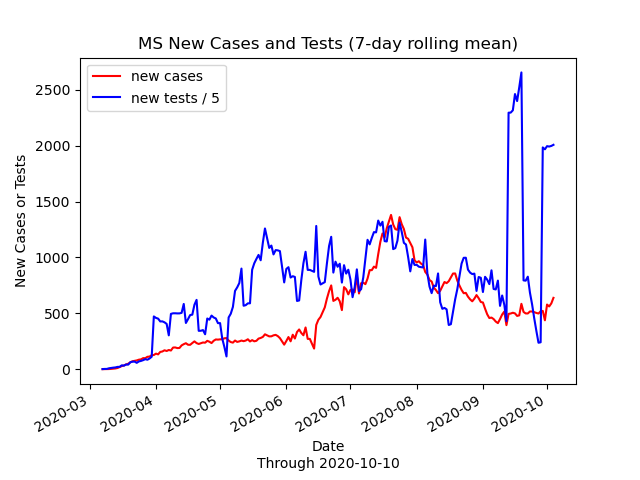 MS New Cases and Tests (7-day rolling mean)
new cases
new tests / 5
New Cases or Tests
2500
2000
1500
1000
500
0
2020-03
2020-04
2020-05
2020-06
2020-07
2020-08
2020-09
2020-10
Date
Through 2020-10-10